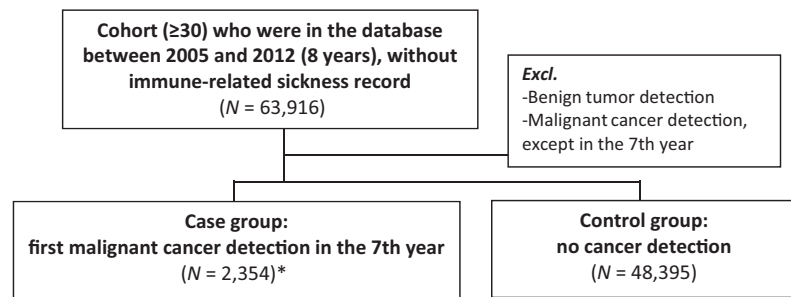 Cohort (≥30) who were in the database
between 2005 and 2012 (8 years), without
immune-related sickness record
(N = 63,916)
Excl.
-Benign tumor detection
-Malignant cancer detection,
except in the 7th year
Case group:
first malignant cancer detection in the 7th year
(N = 2,354)*
Control group:
no cancer detection
(N = 48,395)